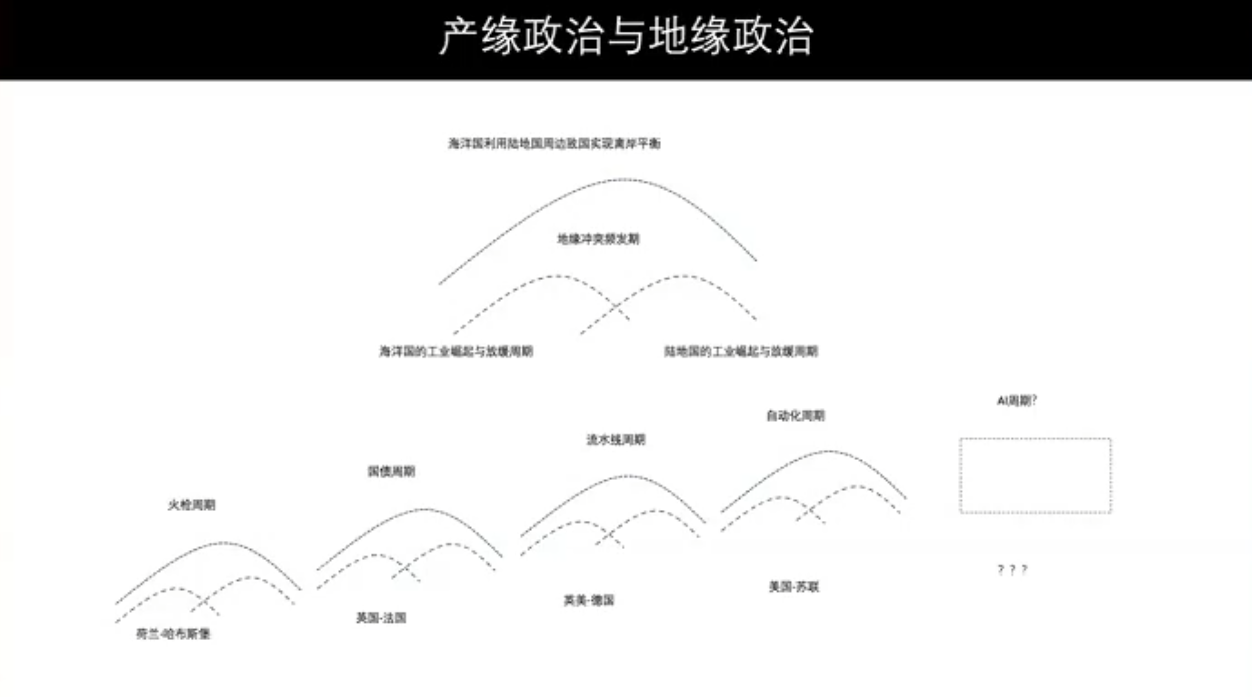 产缘政治与地缘政治
海洋国利用陆地国周边敌国实现离岸平衡
地缘冲突频发期
海洋国的工业崛起与放缓周期
陆地国的工业崛起与放缓周期
火枪周期
荷兰-哈布斯堡
国债周期
英国-法国
流水线周期
英美-德国
自动化周期
美国-苏联
AI周期?
? ? ?